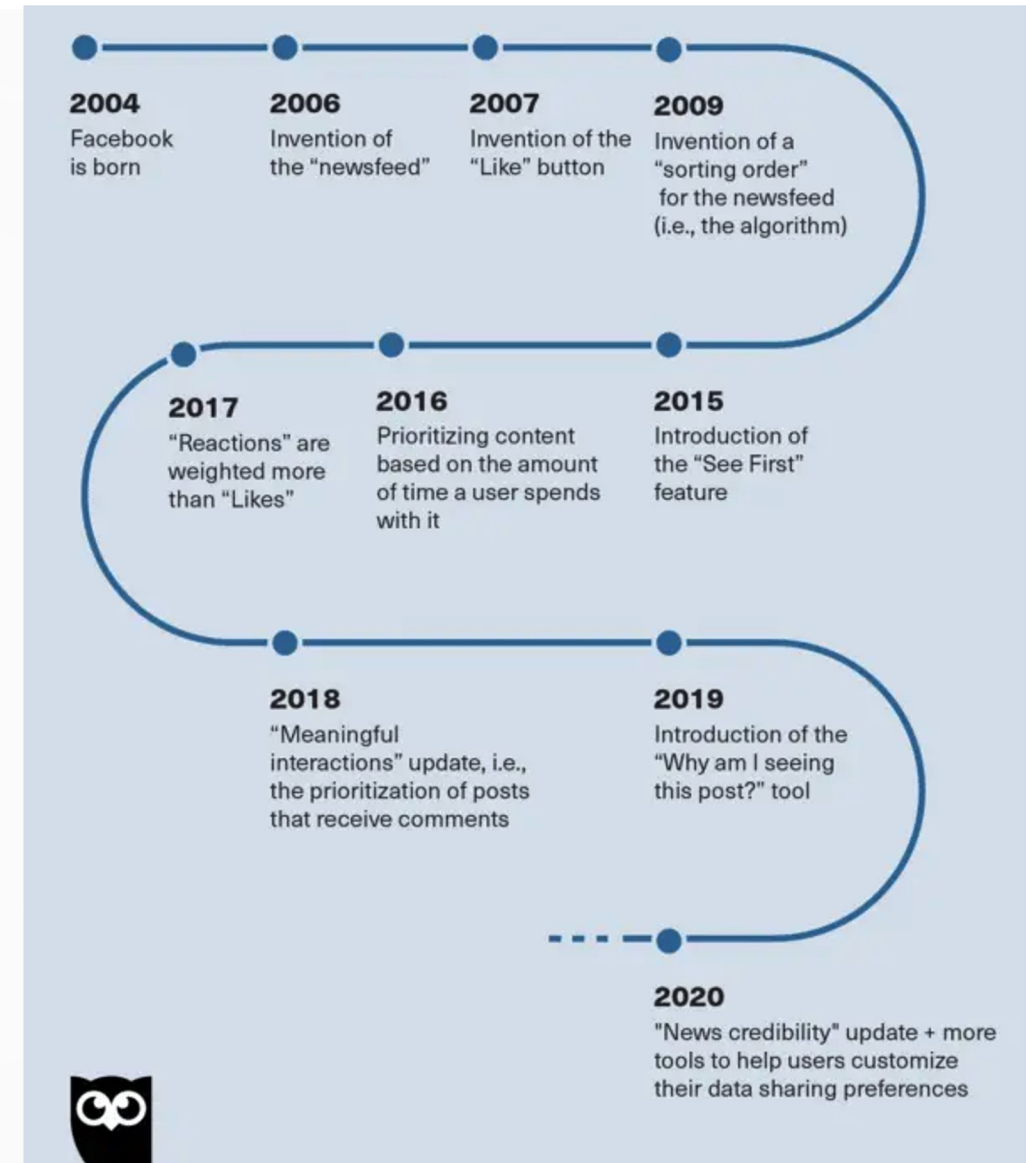 2004
Facebook
is born
2006
Invention of
the “newsfeed”
2007
Invention of the
“Like” button
2009
Invention of a
“sorting order”
for the newsfeed
(i.e., the algorithm)
2015
Introduction of
the “See First”
feature
2016
Prioritizing content
based on the amount
of time a user spends
with it
2017
“Reactions” are
weighted more
than “Likes”
2018
“Meaningful
interactions” update, i.e.,
the prioritization of posts
that receive comments
2019
Introduction of the
“Why am I seeing
this post?” tool
2020
"News credibility" update + more
tools to help users customize
their data sharing preferences